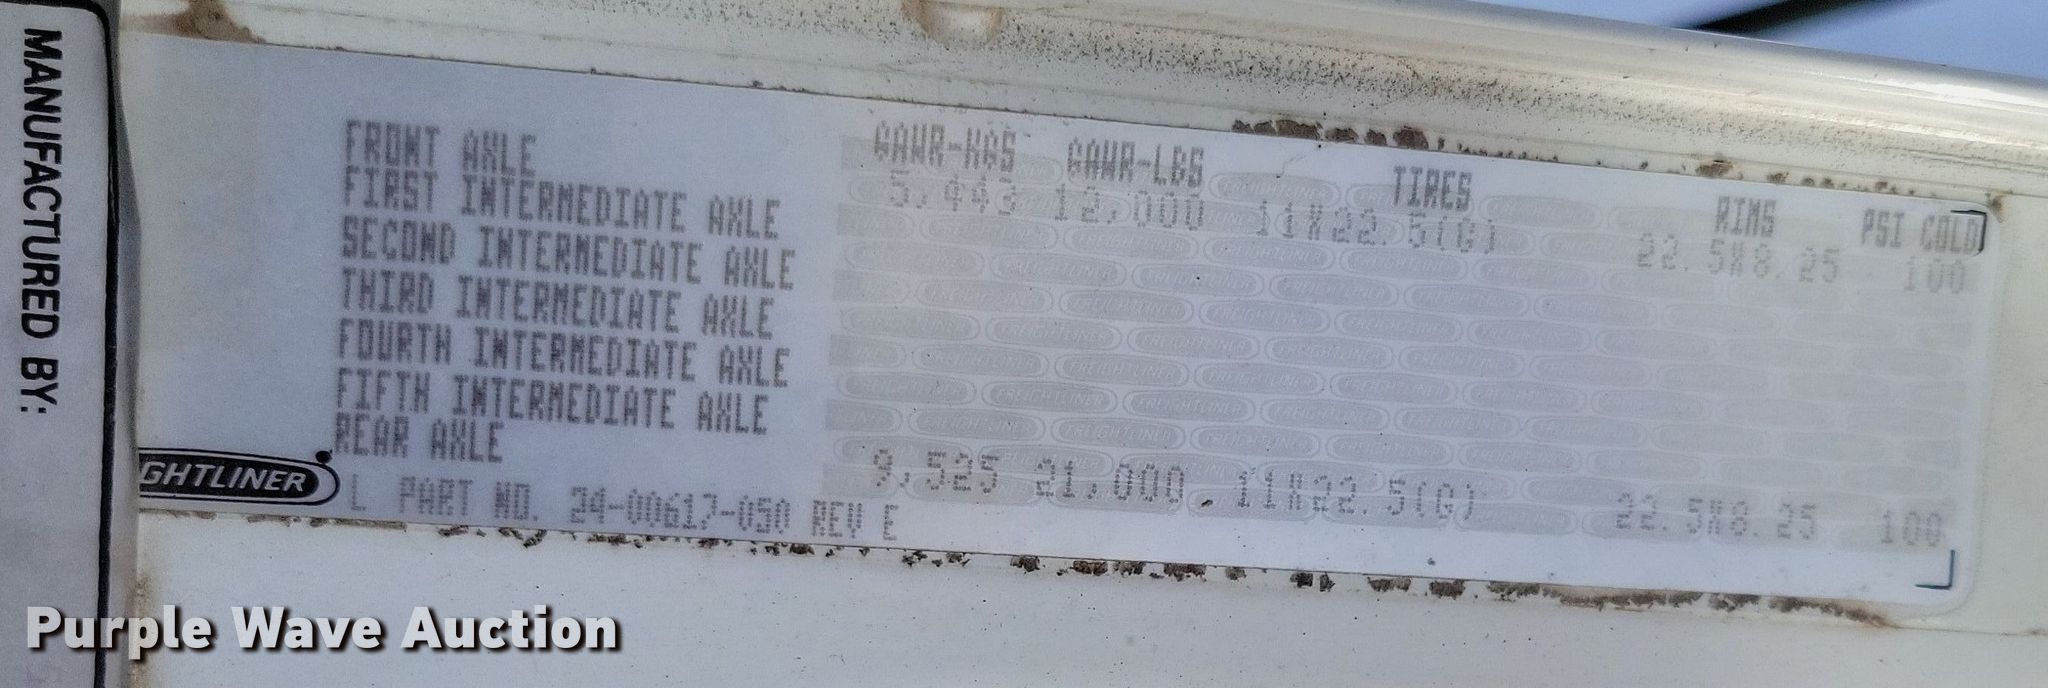 MANUFACTURED BY:
GAWR-KGS GAWR-LBS TIRES RIMS PSI COLD
FRONT AXLE 5,443 12,000 11X22.5(G) 22.5X8.25 100
FIRST INTERMEDIATE AXLE
SECOND INTERMEDIATE AXLE
THIRD INTERMEDIATE AXLE
FOURTH INTERMEDIATE AXLE
FIFTH INTERMEDIATE AXLE
REAR AXLE 9,525 21,000 11X22.5(G) 22.5X8.25 100
GHTLINER
L PART NO. 24-00617-050 REV E
Purple Wave Auction